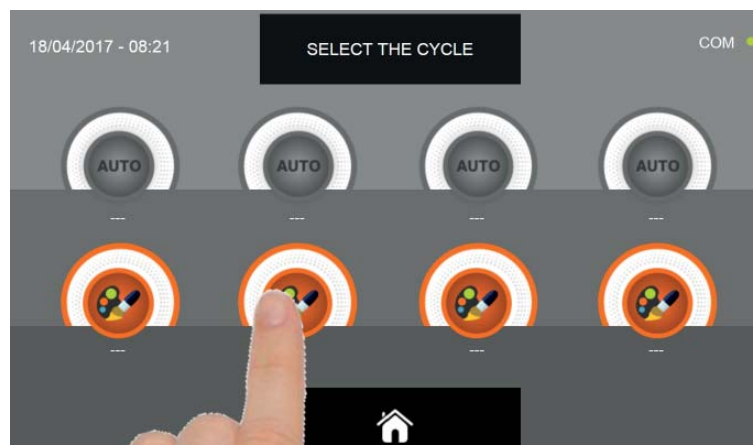 18/04/2017 - 08:21
SELECT THE CYCLE
COM
AUTO AUTO AUTO AUTO
--- --- --- ---
--- --- ---